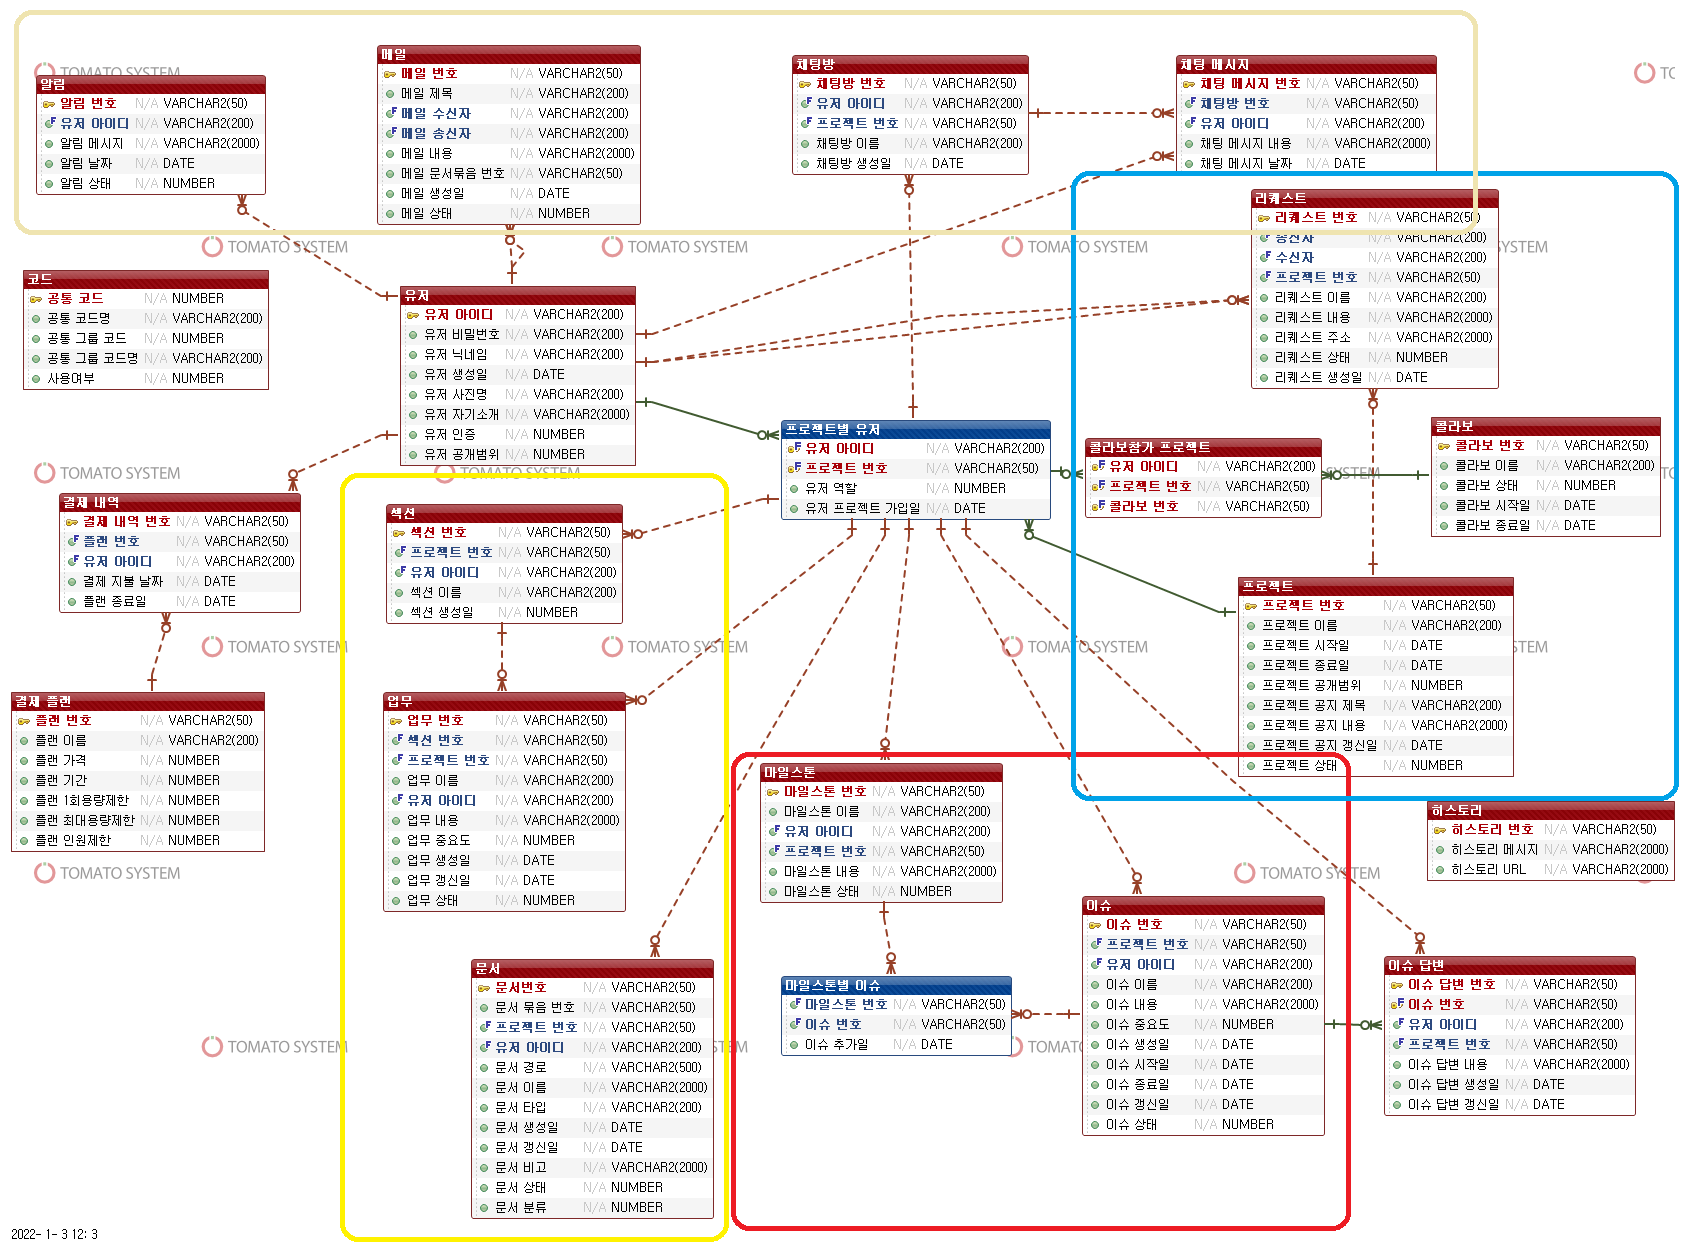 TOMATO SYSTEM
알림
알림 번호 N/A VARCHAR2(50)
유저 아이디 N/A VARCHAR2(200)
알림 메시지 N/A VARCHAR2(2000)
알림 날짜 N/A DATE
알림 상태 N/A NUMBER
메일
메일 번호 N/A VARCHAR2(50)
메일 제목 N/A VARCHAR2(200)
메일 수신자 N/A VARCHAR2(200)
메일 송신자 N/A VARCHAR2(200)
메일 내용 N/A VARCHAR2(2000)
메일 문서묶음 번호 N/A VARCHAR2(50)
메일 생성일 N/A DATE
메일 상태 N/A NUMBER
채팅방
채팅방 번호 N/A VARCHAR2(50)
유저 아이디 N/A VARCHAR2(200)
프로젝트 번호 N/A VARCHAR2(50)
채팅방 이름 N/A VARCHAR2(200)
채팅방 생성일 N/A DATE
채팅 메시지
채팅 메시지 번호 N/A VARCHAR2(50)
채팅방 번호 N/A VARCHAR2(50)
유저 아이디 N/A VARCHAR2(200)
채팅 메시지 내용 N/A VARCHAR2(2000)
채팅 메시지 날짜 N/A DATE
TC
리퀘스트
리퀘스트 번호 N/A VARCHAR2(50)
송신자 N/A VARCHAR2(200)
수신자 N/A VARCHAR2(200)
프로젝트 번호 N/A VARCHAR2(50)
리퀘스트 이름 N/A VARCHAR2(200)
리퀘스트 내용 N/A VARCHAR2(2000)
리퀘스트 주소 N/A VARCHAR2(2000)
리퀘스트 상태 N/A NUMBER
리퀘스트 생성일 N/A DATE
TOMATO SYSTEM
TOMATO SYSTEM
TOMATO SYSTEM
SYSTEM
코드
공통 코드 N/A NUMBER
공통 코드명 N/A VARCHAR2(200)
공통 그룹 코드 N/A NUMBER
공통 그룹 코드명 N/A VARCHAR2(200)
사용여부 N/A NUMBER
유저
유저 아이디 N/A VARCHAR2(200)
유저 비밀번호 N/A VARCHAR2(200)
유저 닉네임 N/A VARCHAR2(200)
유저 생성일 N/A DATE
유저 사진명 N/A VARCHAR2(200)
유저 자기소개 N/A VARCHAR2(2000)
유저 인증 N/A NUMBER
유저 공개범위 N/A NUMBER
프로젝트별 유저
유저 아이디 N/A VARCHAR2(200)
프로젝트 번호 N/A VARCHAR2(50)
유저 역할 N/A NUMBER
유저 프로젝트 가입일 N/A DATE
콜라보참가 프로젝트
유저 아이디 N/A VARCHAR2(200)
프로젝트 번호 N/A VARCHAR2(50)
콜라보 번호 N/A VARCHAR2(50)
콜라보
콜라보 번호 N/A VARCHAR2(50)
콜라보 이름 N/A VARCHAR2(200)
콜라보 상태 N/A NUMBER
콜라보 시작일 N/A DATE
콜라보 종료일 N/A DATE
TOMATO SYSTEM
TOMATO SYSTEM
SYSTEM
결제 내역
결제 내역 번호 N/A VARCHAR2(50)
플랜 번호 N/A VARCHAR2(50)
유저 아이디 N/A VARCHAR2(200)
결제 지불 날짜 N/A DATE
플랜 종료일 N/A DATE
섹션
섹션 번호 N/A VARCHAR2(50)
프로젝트 번호 N/A VARCHAR2(50)
유저 아이디 N/A VARCHAR2(200)
섹션 이름 N/A VARCHAR2(200)
섹션 생성일 N/A NUMBER
프로젝트
프로젝트 번호 N/A VARCHAR2(50)
프로젝트 이름 N/A VARCHAR2(200)
프로젝트 시작일 N/A DATE
프로젝트 종료일 N/A DATE
프로젝트 공개범위 N/A NUMBER
프로젝트 공지 제목 N/A VARCHAR2(200)
프로젝트 공지 내용 N/A VARCHAR2(2000)
프로젝트 공지 갱신일 N/A DATE
프로젝트 상태 N/A NUMBER
TOMATO SYSTEM
TOMATO SYSTEM
TOMATO SYSTEM
STEM
결제 플랜
플랜 번호 N/A VARCHAR2(50)
플랜 이름 N/A VARCHAR2(200)
플랜 가격 N/A NUMBER
플랜 기간 N/A NUMBER
플랜 1회용량제한 N/A NUMBER
플랜 최대용량제한 N/A NUMBER
플랜 인원제한 N/A NUMBER
업무
업무 번호 N/A VARCHAR2(50)
섹션 번호 N/A VARCHAR2(50)
프로젝트 번호 N/A VARCHAR2(50)
업무 이름 N/A VARCHAR2(200)
유저 아이디 N/A VARCHAR2(200)
업무 내용 N/A VARCHAR2(2000)
업무 중요도 N/A NUMBER
업무 생성일 N/A DATE
업무 갱신일 N/A DATE
업무 상태 N/A NUMBER
마일스톤
마일스톤 번호 N/A VARCHAR2(50)
마일스톤 이름 N/A VARCHAR2(200)
유저 아이디 N/A VARCHAR2(200)
프로젝트 번호 N/A VARCHAR2(50)
마일스톤 내용 N/A VARCHAR2(2000)
마일스톤 상태 N/A NUMBER
히스토리
히스토리 번호 N/A VARCHAR2(50)
히스토리 메시지 N/A VARCHAR2(2000)
히스토리 URL N/A VARCHAR2(2000)
TOMATO SYSTEM
TOMATO SYSTEM
이슈
이슈 번호 N/A VARCHAR2(50)
프로젝트 번호 N/A VARCHAR2(50)
유저 아이디 N/A VARCHAR2(200)
이슈 이름 N/A VARCHAR2(200)
이슈 내용 N/A VARCHAR2(2000)
이슈 중요도 N/A NUMBER
이슈 생성일 N/A DATE
이슈 시작일 N/A DATE
이슈 종료일 N/A DATE
이슈 갱신일 N/A DATE
이슈 상태 N/A NUMBER
문서
문서번호 N/A VARCHAR2(50)
문서 묶음 번호 N/A VARCHAR2(50)
프로젝트 번호 N/A VARCHAR2(50)
유저 아이디 N/A VARCHAR2(200)
문서 경로 N/A VARCHAR2(500)
문서 이름 N/A VARCHAR2(2000)
문서 타입 N/A VARCHAR2(200)
문서 생성일 N/A DATE
문서 갱신일 N/A DATE
문서 비고 N/A VARCHAR2(2000)
문서 상태 N/A NUMBER
문서 분류 N/A NUMBER
마일스톤별 이슈
마일스톤 번호 N/A VARCHAR2(50)
이슈 번호 N/A VARCHAR2(50)
이슈 추가일 N/A DATE
이슈 답변
이슈 답변 번호 N/A VARCHAR2(50)
이슈 번호 N/A VARCHAR2(50)
유저 아이디 N/A VARCHAR2(200)
프로젝트 번호 N/A VARCHAR2(50)
이슈 답변 내용 N/A VARCHAR2(2000)
이슈 답변 생성일 N/A DATE
이슈 답변 갱신일 N/A DATE
TOMATO SYSTEM
TOMAT
2022- 1- 3 12: 3